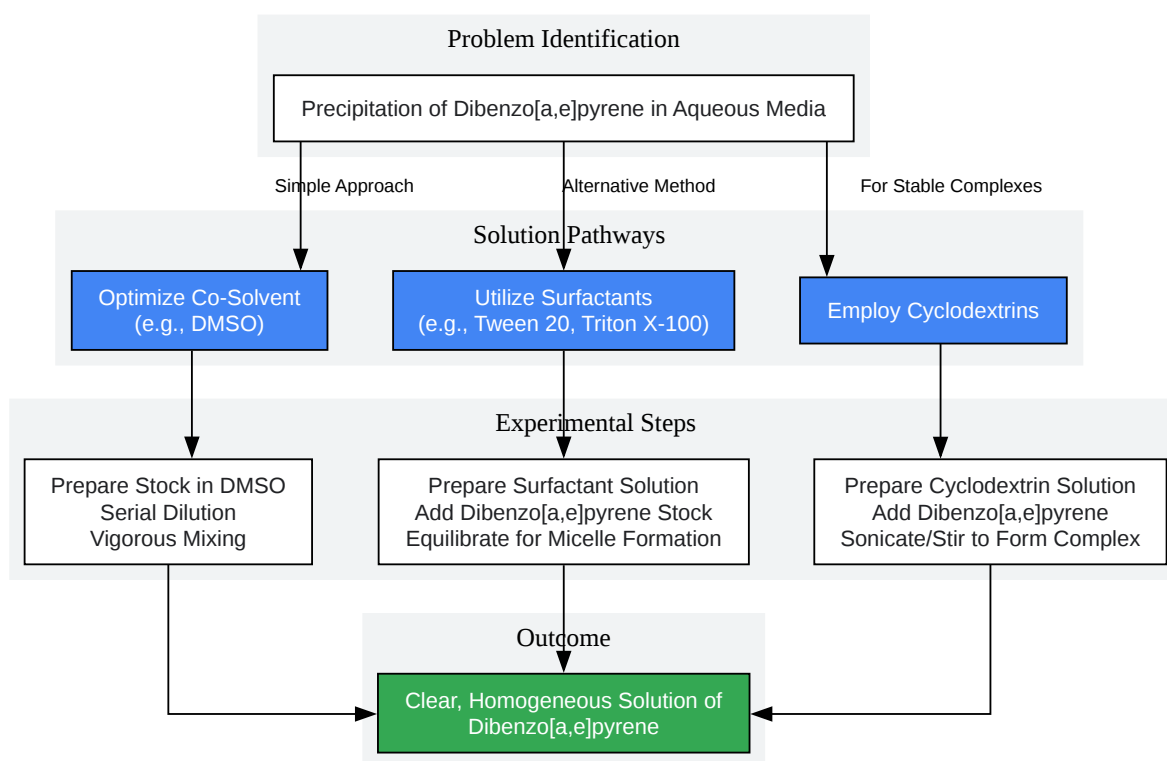 Problem Identification
Precipitation of Dibenzo[a,e]pyrene in Aqueous Media
Simple Approach
Alternative Method
For Stable Complexes
Solution Pathways
Optimize Co-Solvent
(e.g., DMSO)
Utilize Surfactants
(e.g., Tween 20, Triton X-100)
Employ Cyclodextrins
Experimental Steps
Prepare Stock in DMSO
Serial Dilution
Vigorous Mixing
Prepare Surfactant Solution
Add Dibenzo[a,e]pyrene Stock
Equilibrate for Micelle Formation
Prepare Cyclodextrin Solution
Add Dibenzo[a,e]pyrene
Sonicate/Stir to Form Complex
Outcome
Clear, Homogeneous Solution of
Dibenzo[a,e]pyrene